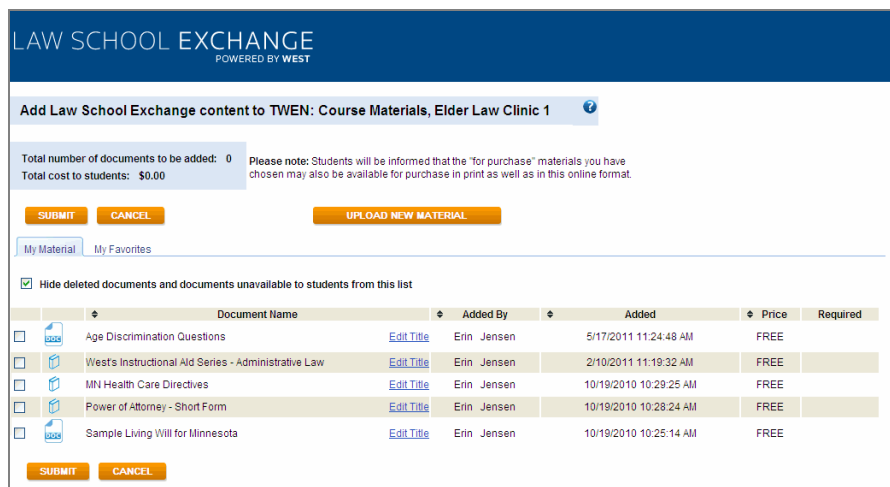 LAW SCHOOL EXCHANGE
POWERED BY WEST
Add Law School Exchange content to TWEN: Course Materials, Elder Law Clinic 1 ?
Total number of documents to be added: 0
Total cost to students: $0.00
Please note: Students will be informed that the "for purchase" materials you have
chosen may also be available for purchase in print as well as in this online format.
SUBMIT CANCEL UPLOAD NEW MATERIAL
My Material My Favorites
Hide deleted documents and documents unavailable to students from this list
Document Name Added By Added Price Required
DOC Age Discrimination Questions Edit Title Erin Jensen 5/17/2011 11:24:48 AM FREE
West's Instructional Aid Series - Administrative Law Edit Title Erin Jensen 2/10/2011 11:19:32 AM FREE
MN Health Care Directives Edit Title Erin Jensen 10/19/2010 10:29:25 AM FREE
Power of Attorney - Short Form Edit Title Erin Jensen 10/19/2010 10:28:24 AM FREE
DOC Sample Living Will for Minnesota Edit Title Erin Jensen 10/19/2010 10:25:14 AM FREE
SUBMIT CANCEL